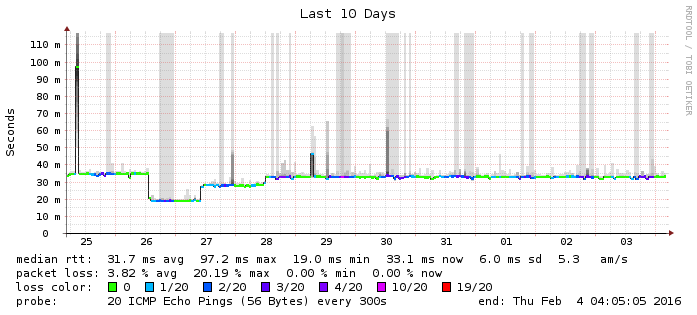 Last 10 Days
RRDTOOL / TOBI OETIKER
Seconds
110 m
100 m
90 m
80 m
70 m
60 m
50 m
40 m
30 m
20 m
10 m
0
25 26 27 28 29 30 31 01 02 03
median rtt: 31.7 ms avg 97.2 ms max 19.0 ms min 33.1 ms now 6.0 ms sd 5.3 am/s
packet loss: 3.82 % avg 20.19 % max 0.00 % min 0.00 % now
loss color: 0 1/20 2/20 3/20 4/20 10/20 19/20
probe: 20 ICMP Echo Pings (56 Bytes) every 300s end: Thu Feb 4 04:05:05 2016